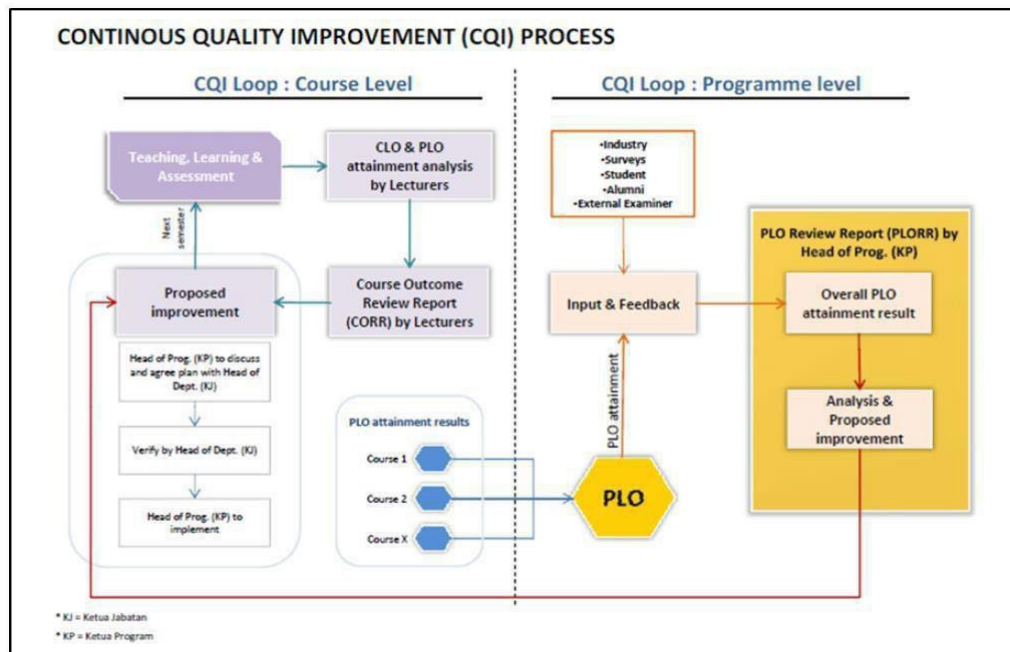 CONTINOUS QUALITY IMPROVEMENT (CQI) PROCESS
CQI Loop : Course Level
Teaching, Learning &
Assessment
CLO & PLO
attainment analysis
by Lecturers
Next
semester
Proposed
improvement
Course Outcome
Review Report
(CORR) by Lecturers
Head of Prog. (KP) to discuss
and agree plan with Head of
Dept. (KJ)
Verify by Head of Dept. (KJ)
Head of Prog. (KP) to
implement
PLO attainment results
Course 1
Course 2
Course X
CQI Loop : Programme level
•Industry
•Surveys
•Student
•Alumni
•External Examiner
Input & Feedback
PLO attainment
PLO
PLO Review Report (PLORR) by
Head of Prog. (KP)
Overall PLO
attainment result
Analysis &
Proposed
improvement
* KJ = Ketua Jabatan
* KP = Ketua Program